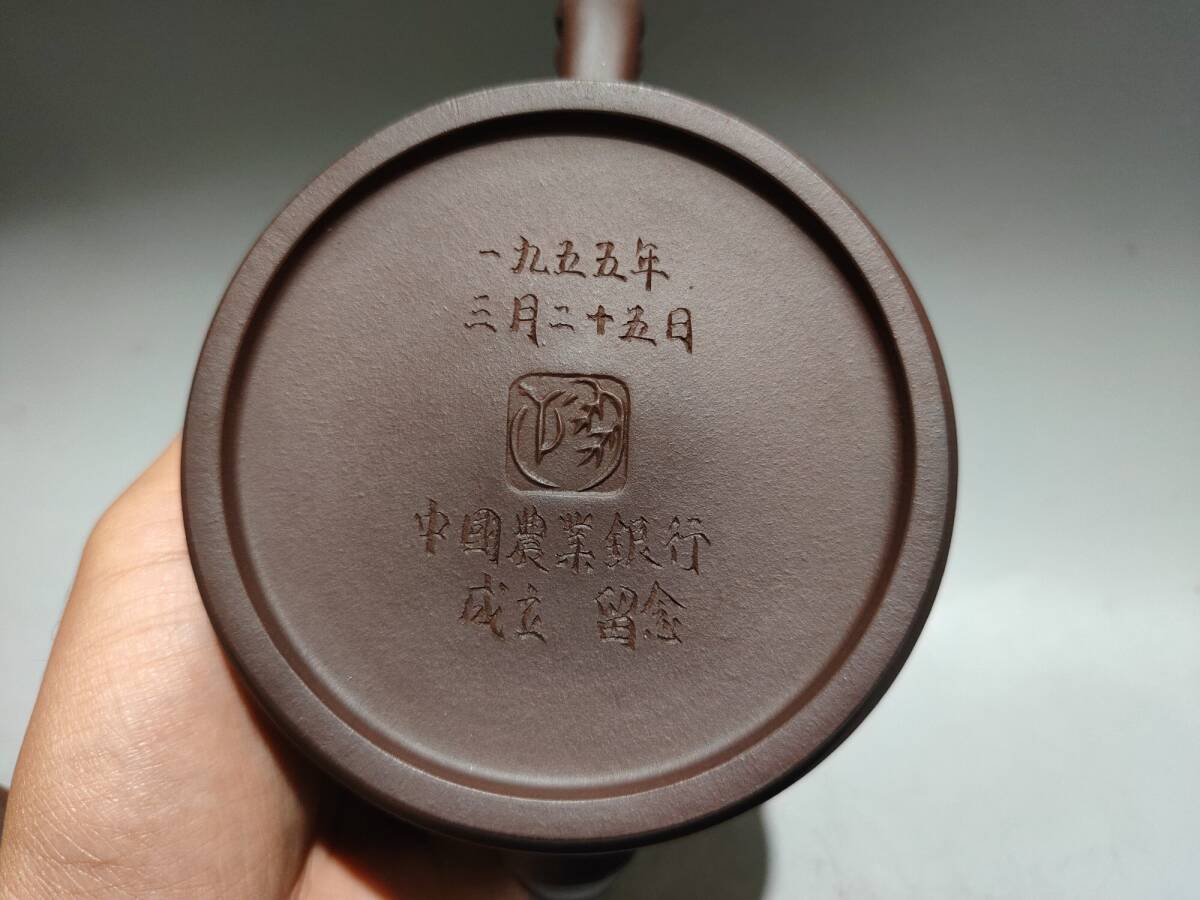 一九五五年
三月二十五日
中國農業銀行
成立 留念